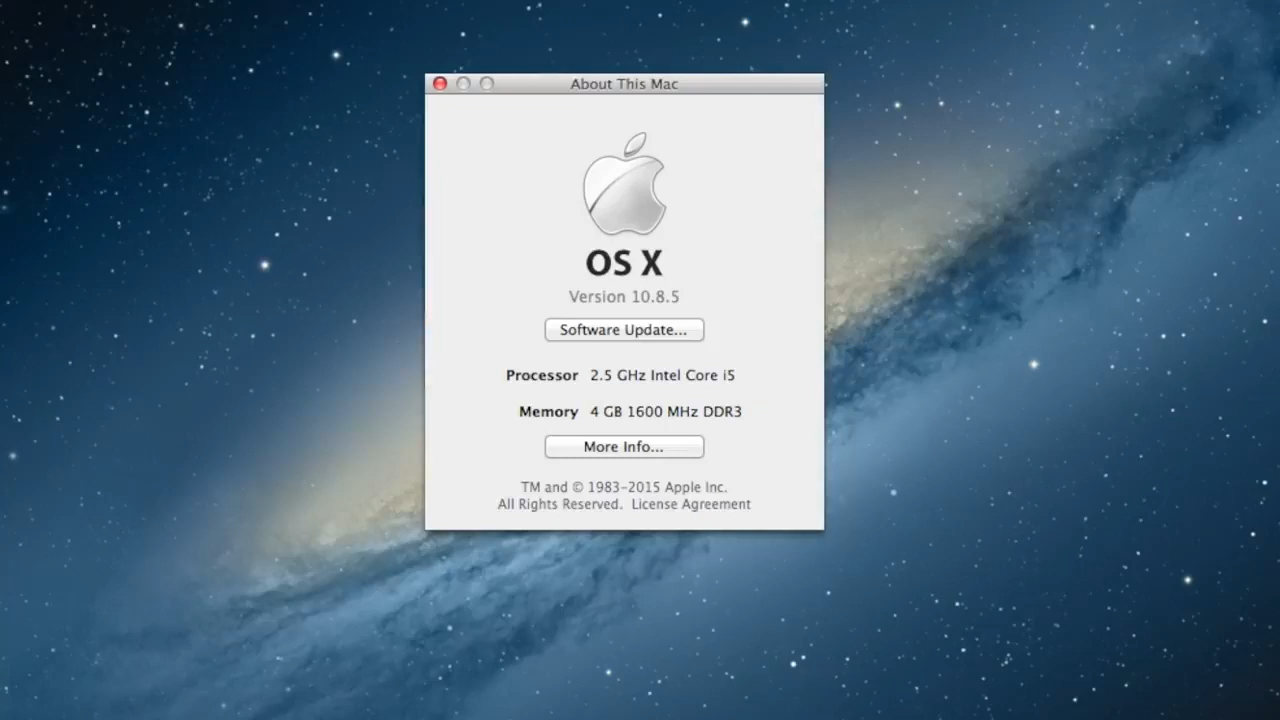 About This Mac
OS X
Version 10.8.5
Software Update...
Processor 2.5 GHz Intel Core i5
Memory 4 GB 1600 MHz DDR3
More Info...
TM and © 1983–2015 Apple Inc.
All Rights Reserved. License Agreement